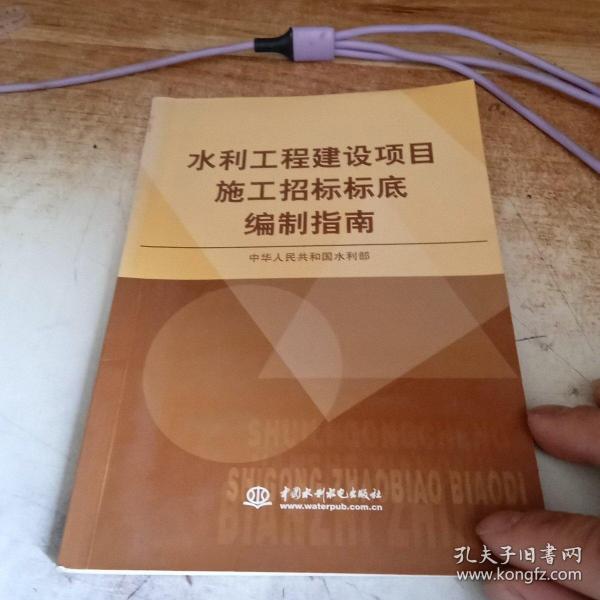 水利工程建设项目
施工招标标底
编制指南
中华人民共和国水利部
SHUILI GONGCHENG
SHIGONG ZHAOBIAO BIAODI
中国水利水电出版社
www.waterpub.com.cn
孔夫子旧书网
www.kongfz.com